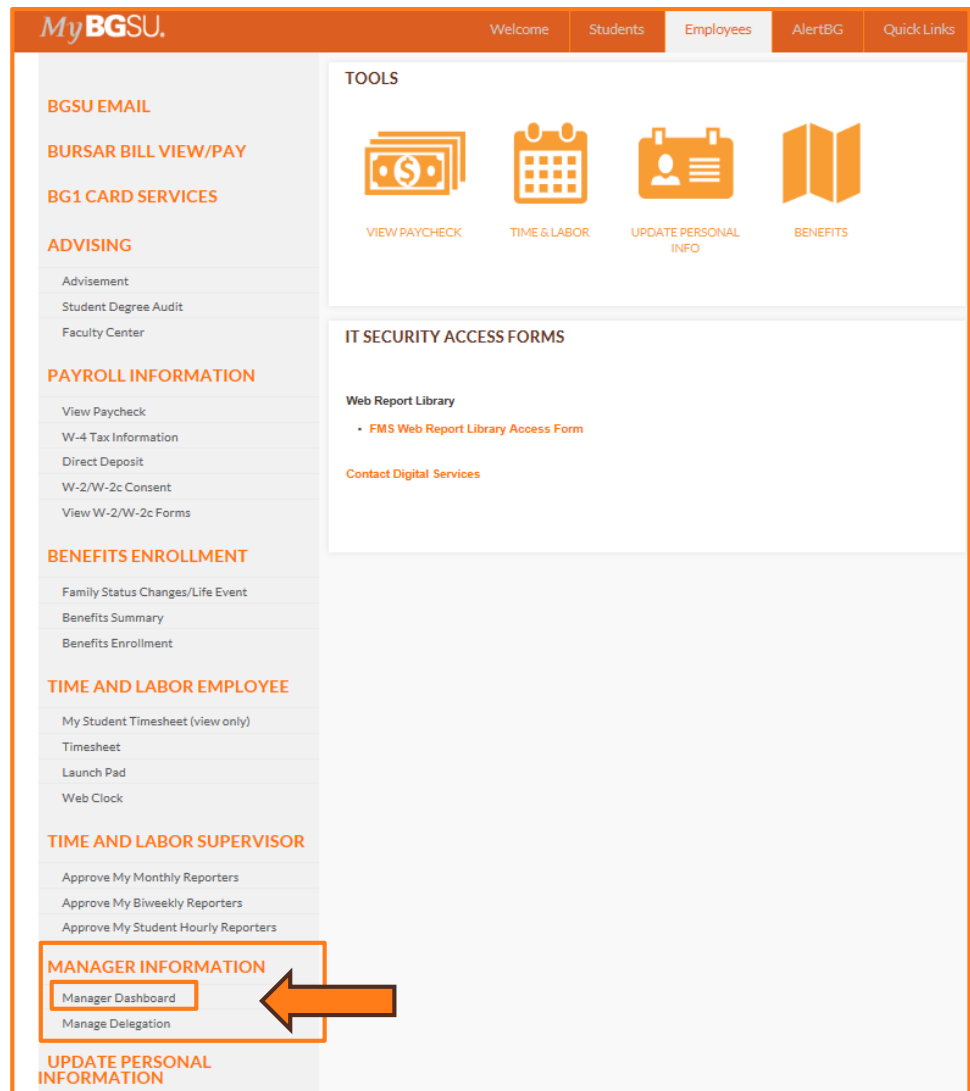 My BGSU.
Welcome
Students
Employees
AlertBG
Quick Links
BGSU EMAIL
BURSAR BILL VIEW/PAY
BG1 CARD SERVICES
ADVISING
Advisement
Student Degree Audit
Faculty Center
PAYROLL INFORMATION
View Paycheck
W-4 Tax Information
Direct Deposit
W-2/W-2c Consent
View W-2/W-2c Forms
BENEFITS ENROLLMENT
Family Status Changes/Life Event
Benefits Summary
Benefits Enrollment
TIME AND LABOR EMPLOYEE
My Student Timesheet (view only)
Timesheet
Launch Pad
Web Clock
TIME AND LABOR SUPERVISOR
Approve My Monthly Reporters
Approve My Biweekly Reporters
Approve My Student Hourly Reporters
MANAGER INFORMATION
Manager Dashboard
Manage Delegation
UPDATE PERSONAL
INFORMATION
TOOLS
VIEW PAYCHECK
TIME & LABOR
UPDATE PERSONAL
INFO
BENEFITS
IT SECURITY ACCESS FORMS
Web Report Library
• FMS Web Report Library Access Form
Contact Digital Services